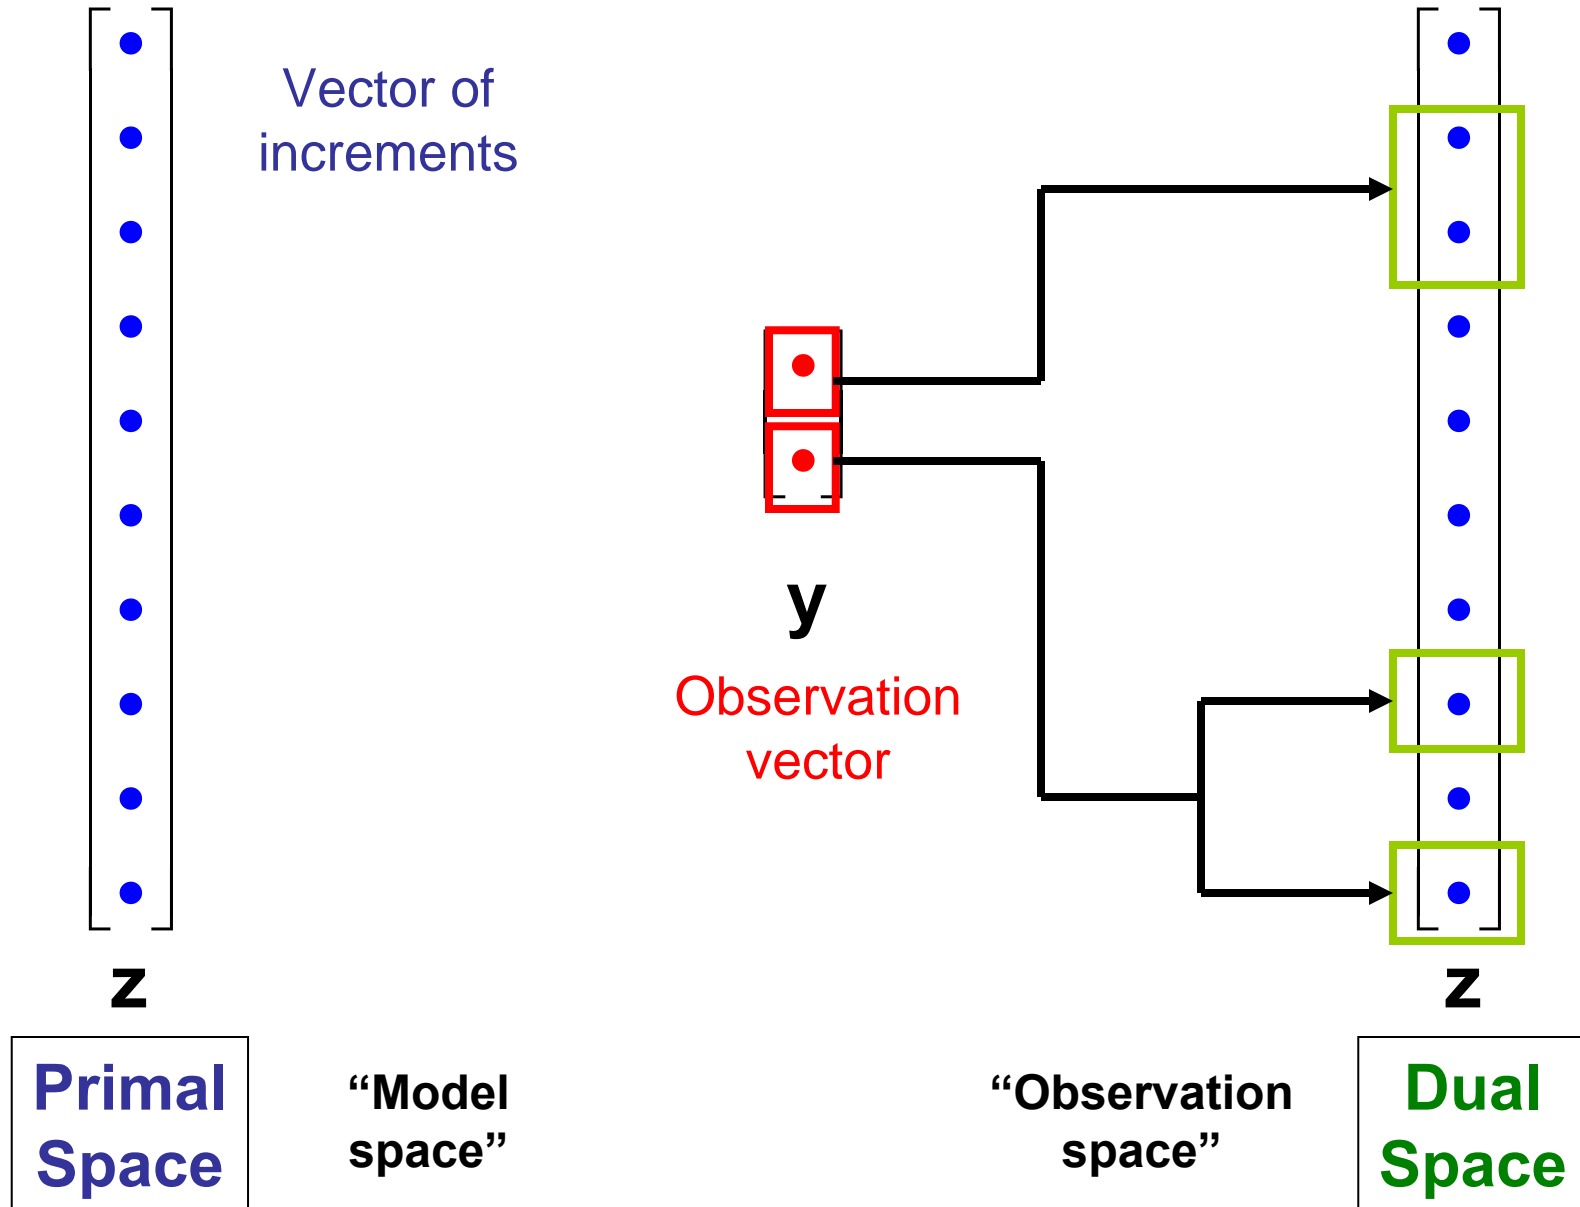 Vector of
increments
y
Observation
vector
z
z
Primal
Space
“Model
space”
“Observation
space”
Dual
Space